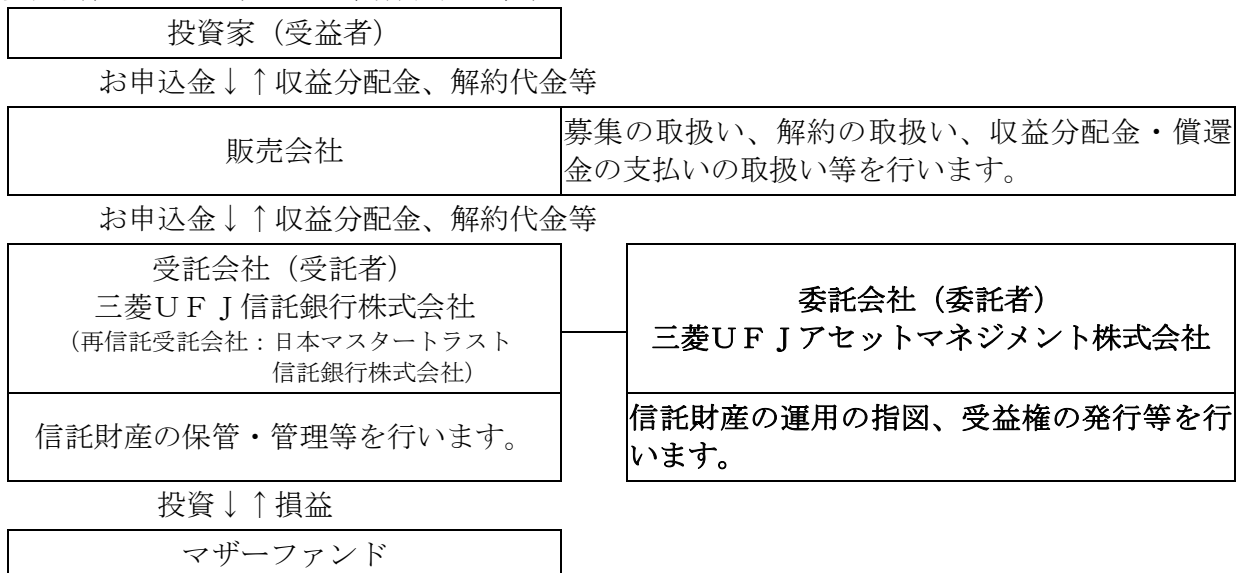 投資家（受益者）
お申込金↓↑収益分配金、解約代金等
販売会社
募集の取扱い、解約の取扱い、収益分配金・償還
金の支払いの取扱い等を行います。
お申込金↓↑収益分配金、解約代金等
受託会社（受託者）
三菱ＵＦＪ信託銀行株式会社
（再信託受託会社：日本マスタートラスト
信託銀行株式会社）
信託財産の保管・管理等を行います。
委託会社（委託者）
三菱ＵＦＪアセットマネジメント株式会社
信託財産の運用の指図、受益権の発行等を行
います。
投資↓↑損益
マザーファンド